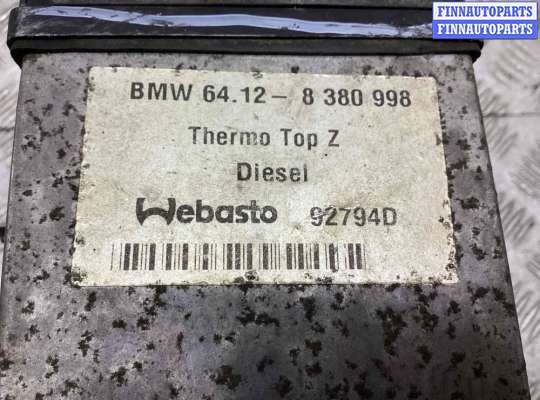 FINNAUTOPARTS
FINNAUTOPARTS
BMW 64.12 - 8 380 998
Thermo Top Z
Diesel
Webasto 92794D